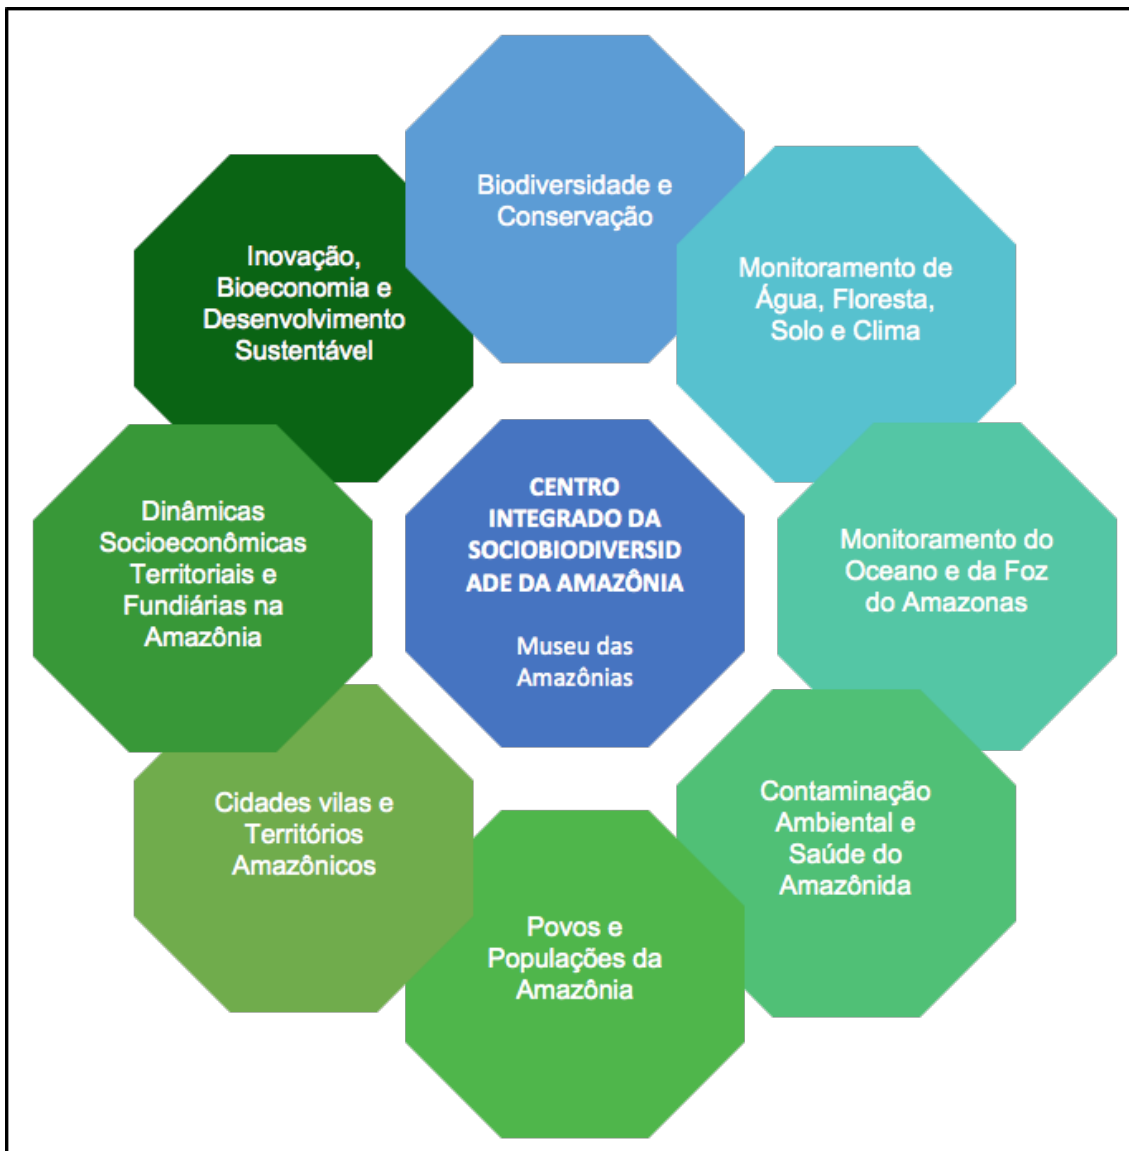 Biodiversidade e
Conservação
Monitoramento de
Água, Floresta,
Solo e Clima
Monitoramento do
Oceano e da Foz
do Amazonas
Contaminação
Ambiental e
Saúde do
Amazônida
Povos e
Populações da
Amazônia
Cidades vilas e
Territórios
Amazônicos
Dinâmicas
Socioeconômicas
Territoriais e
Fundiárias na
Amazônia
Inovação,
Bioeconomia e
Desenvolvimento
Sustentável
CENTRO
INTEGRADO DA
SOCIOBIODIVERSID
ADE DA AMAZÔNIA
Museu das
Amazônias